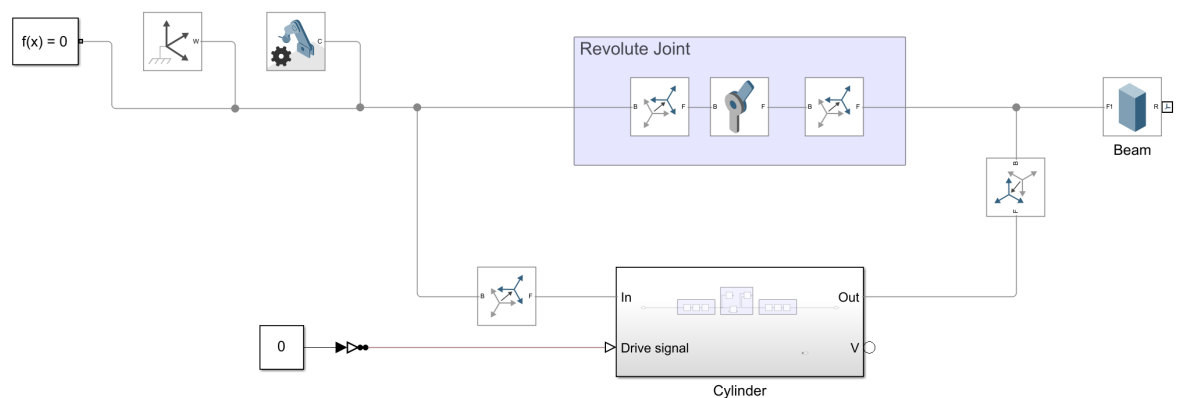 f(x) = 0
W
C
Revolute Joint
B
F
B
F
B
F
F1
R
Beam
B
F
B
F
In
Out
0
Drive signal
V
Cylinder